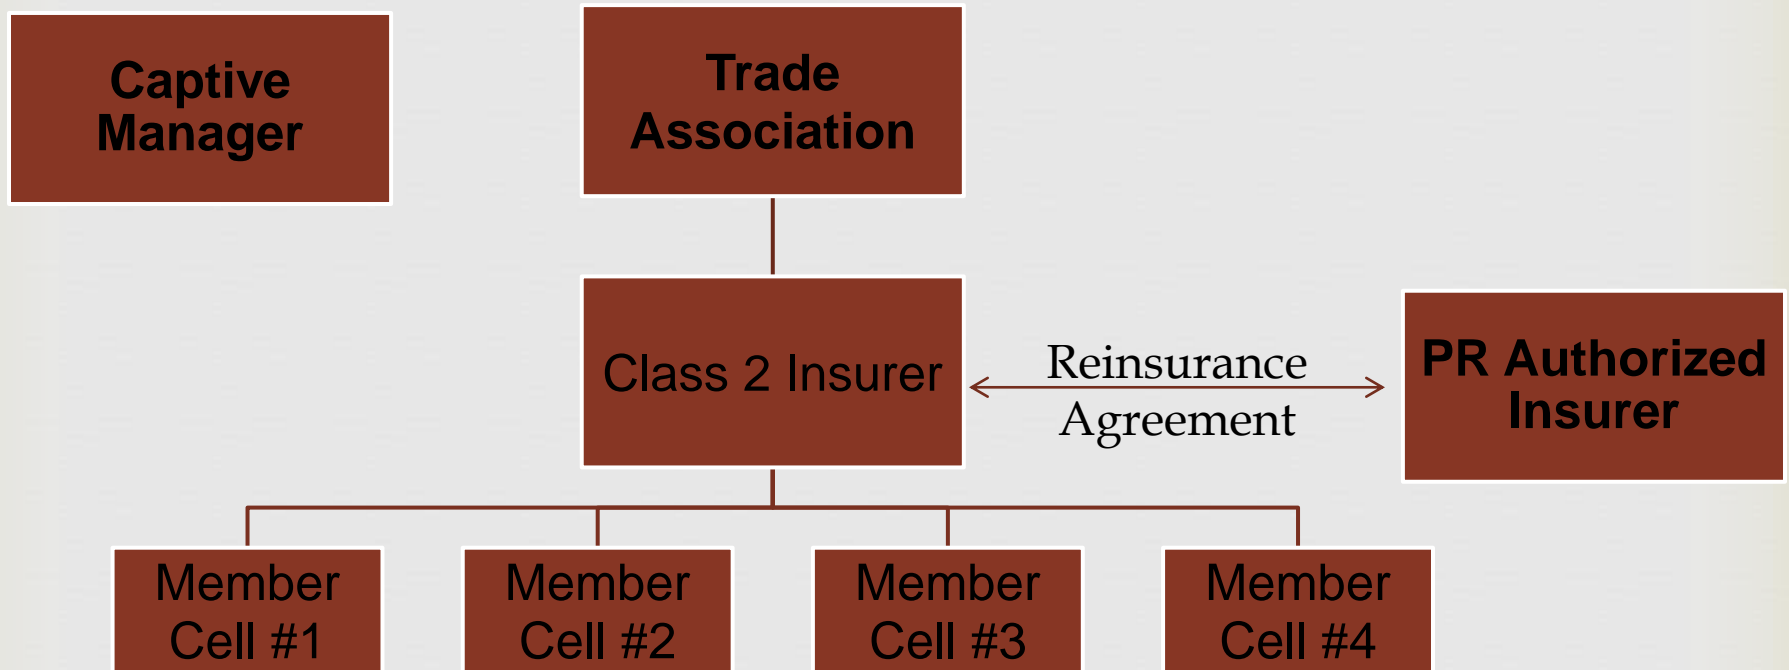 Captive
Manager
Trade
Association
Class 2 Insurer
Reinsurance
Agreement
PR Authorized
Insurer
Member
Cell #1
Member
Cell #2
Member
Cell #3
Member
Cell #4